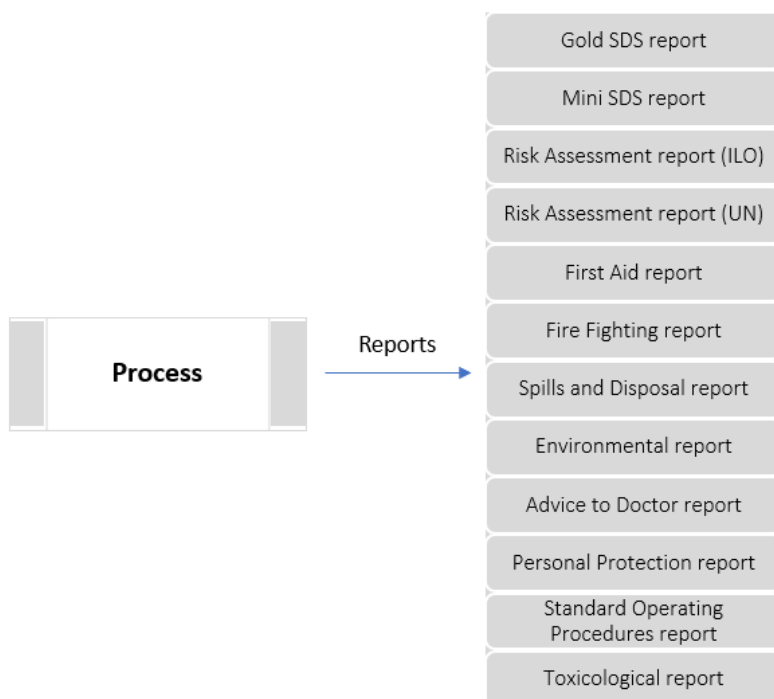 Gold SDS report
Mini SDS report
Risk Assessment report (ILO)
Risk Assessment report (UN)
First Aid report
Fire Fighting report
Spills and Disposal report
Environmental report
Advice to Doctor report
Personal Protection report
Standard Operating
Procedures report
Toxicological report
Process
Reports